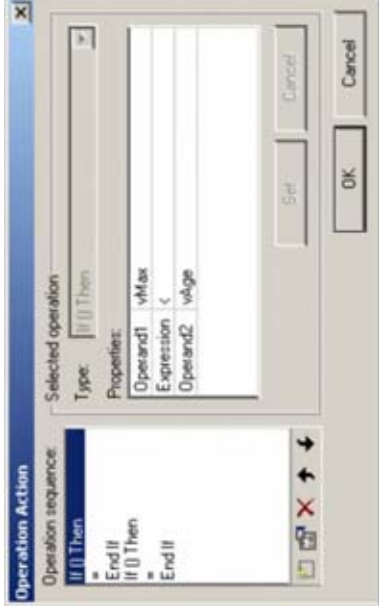 Operation Action
Operation sequence:
If () Then
=
End If
If () Then
=
End If
Selected operation
Type:
If () Then
Properties:
Operand1 vMax
Expression <
Operand2 vAge
Set
Cancel
OK
Cancel